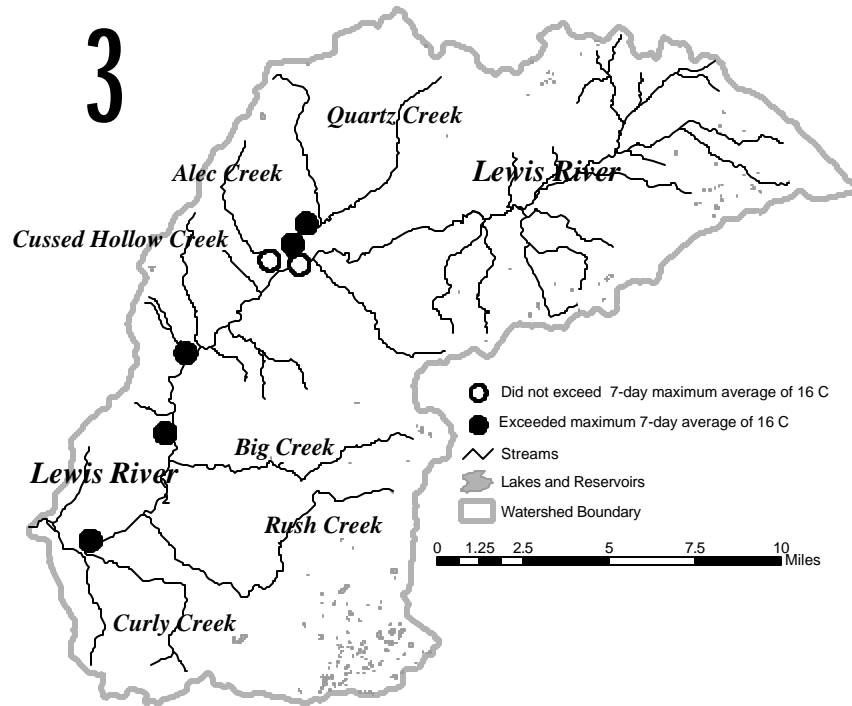 3
Quartz Creek
Alec Creek
Lewis River
Cussed Hollow Creek
Did not exceed 7-day maximum average of 16 C
Exceeded maximum 7-day average of 16 C
Streams
Lakes and Reservoirs
Watershed Boundary
Big Creek
Lewis River
Rush Creek
0 1.25 2.5 5 7.5 10
Miles
Curly Creek